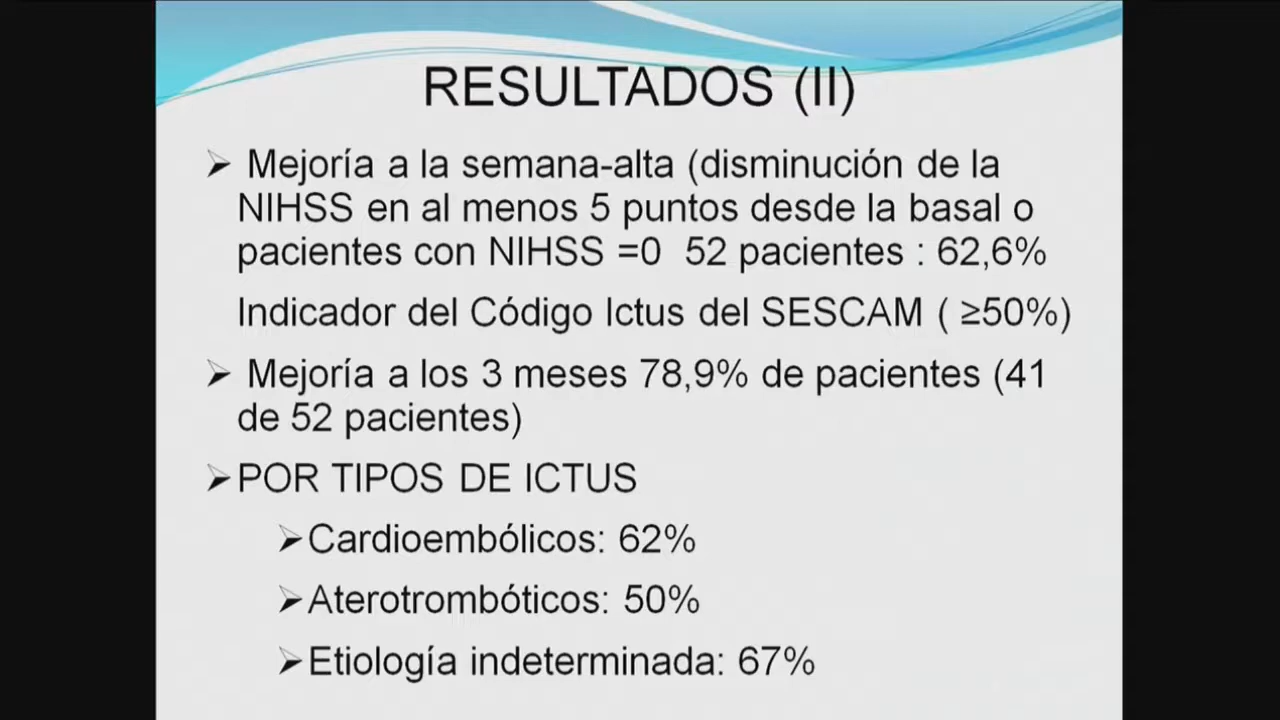 RESULTADOS (II)
➢ Mejoría a la semana-alta (disminución de la
NIHSS en al menos 5 puntos desde la basal o
pacientes con NIHSS =0 52 pacientes : 62,6%
Indicador del Código Ictus del SESCAM ( ≥50%)
➢ Mejoría a los 3 meses 78,9% de pacientes (41
de 52 pacientes)
➢POR TIPOS DE ICTUS
➢Cardioembólicos: 62%
➢Aterotrombóticos: 50%
➢Etiología indeterminada: 67%